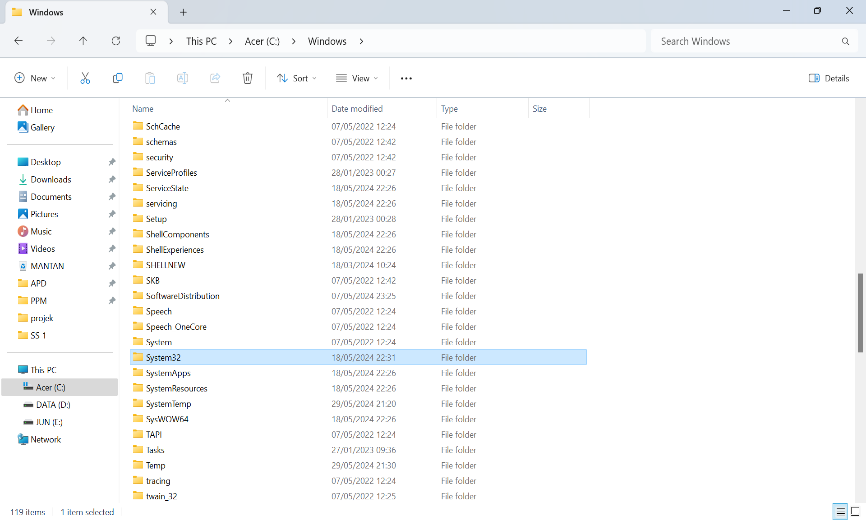 Windows
This PC > Acer (C:) > Windows >
Search Windows
New
Sort
View
Details
Name Date modified Type Size
Home
Gallery
Desktop
Downloads
Documents
Pictures
Music
Videos
MANTAN
APD
PPM
projek
SS 1
This PC
Acer (C:)
DATA (D:)
JUN (E:)
Network
SchCache 07/05/2022 12:24 File folder
schemas 07/05/2022 12:42 File folder
security 07/05/2022 12:42 File folder
ServiceProfiles 28/01/2023 00:27 File folder
ServiceState 18/05/2024 22:26 File folder
servicing 18/05/2024 22:26 File folder
Setup 28/01/2023 00:28 File folder
ShellComponents 18/05/2024 22:26 File folder
ShellExperiences 18/05/2024 22:26 File folder
SHELLNEW 18/03/2024 10:24 File folder
SKB 07/05/2022 12:42 File folder
SoftwareDistribution 07/05/2024 23:25 File folder
Speech 07/05/2022 12:24 File folder
Speech OneCore 07/05/2022 12:24 File folder
System 07/05/2022 12:24 File folder
System32 18/05/2024 22:31 File folder
SystemApps 18/05/2024 22:26 File folder
SystemResources 18/05/2024 22:26 File folder
SystemTemp 29/05/2024 21:20 File folder
SysWOW64 18/05/2024 22:26 File folder
TAPI 07/05/2022 12:24 File folder
Tasks 27/01/2023 09:36 File folder
Temp 29/05/2024 21:30 File folder
tracing 07/05/2022 12:24 File folder
twain_32 07/05/2022 12:25 File folder
119 items 1 item selected